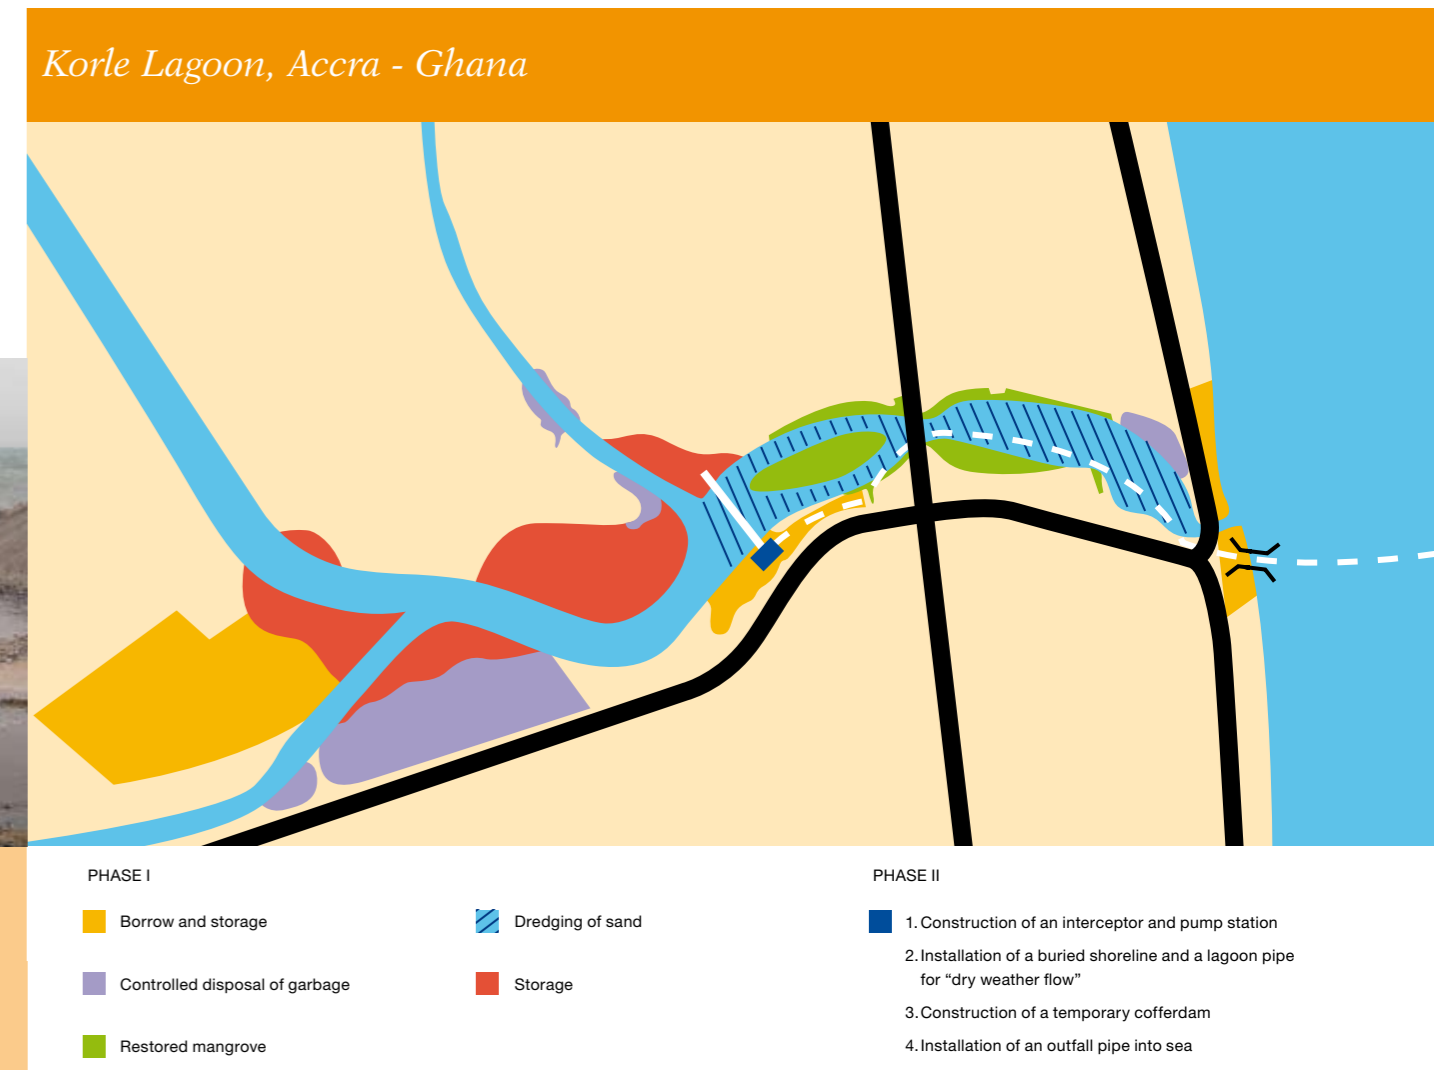 Korle Lagoon, Accra - Ghana
PHASE I
Borrow and storage
Controlled disposal of garbage
Restored mangrove
Dredging of sand
Storage
PHASE II
1. Construction of an interceptor and pump station
2. Installation of a buried shoreline and a lagoon pipe
for “dry weather flow”
3. Construction of a temporary cofferdam
4. Installation of an outfall pipe into sea